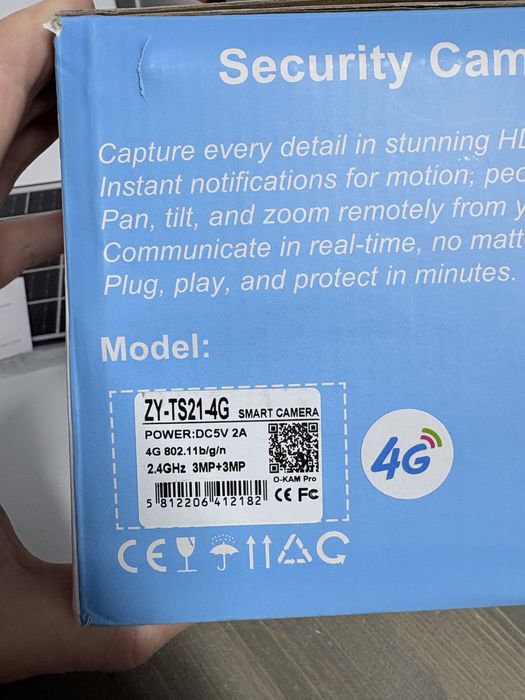 Security Cam
Capture every detail in stunning HD
Instant notifications for motion; peo
Pan, tilt, and zoom remotely from y
Communicate in real-time, no matt
Plug, play, and protect in minutes.
Model:
ZY-TS21-4G SMART CAMERA
POWER:DC5V 2A
4G 802.11b/g/n
2.4GHz 3MP+3MP
O-KAM Pro
5 812206 412182
CE FC
4G
CE